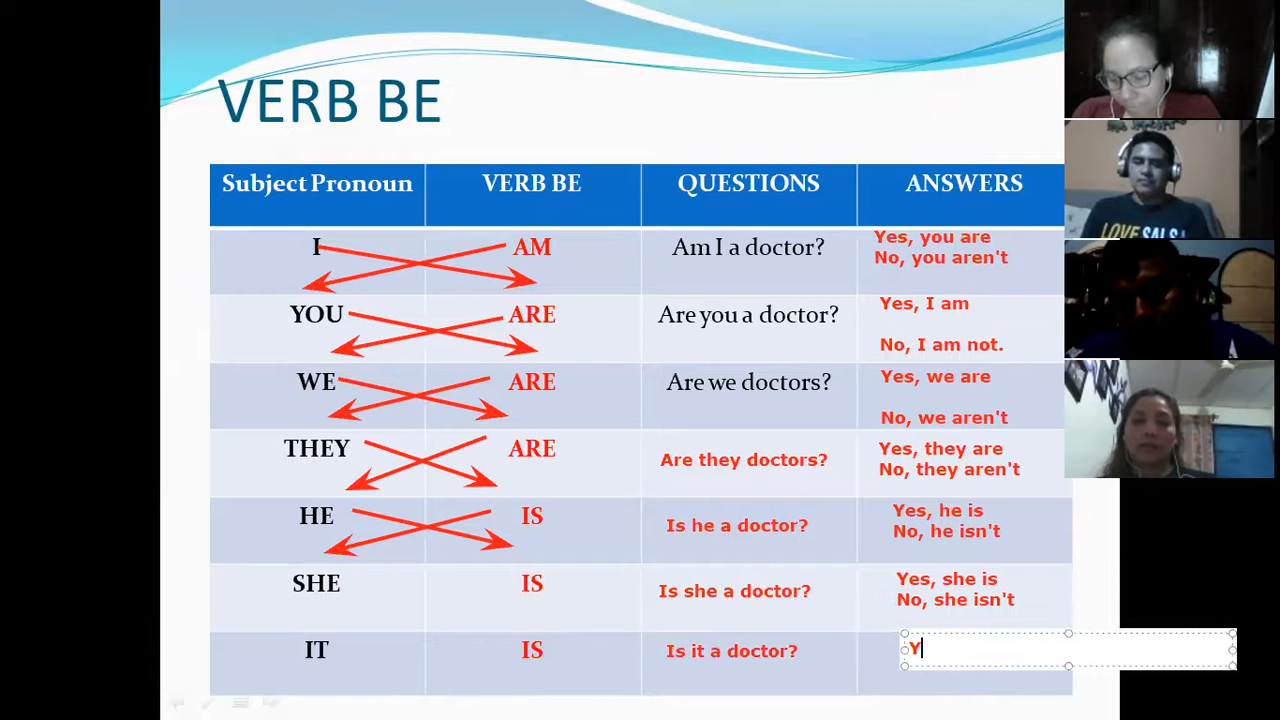 VERB BE
Subject Pronoun VERB BE QUESTIONS ANSWERS
I AM Am I a doctor? Yes, you are
No, you aren't
YOU ARE Are you a doctor? Yes, I am
No, I am not.
WE ARE Are we doctors? Yes, we are
No, we aren't
THEY ARE Are they doctors? Yes, they are
No, they aren't
HE IS Is he a doctor? Yes, he is
No, he isn't
SHE IS Is she a doctor? Yes, she is
No, she isn't
IT IS Is it a doctor? Y
LOVE SALSA